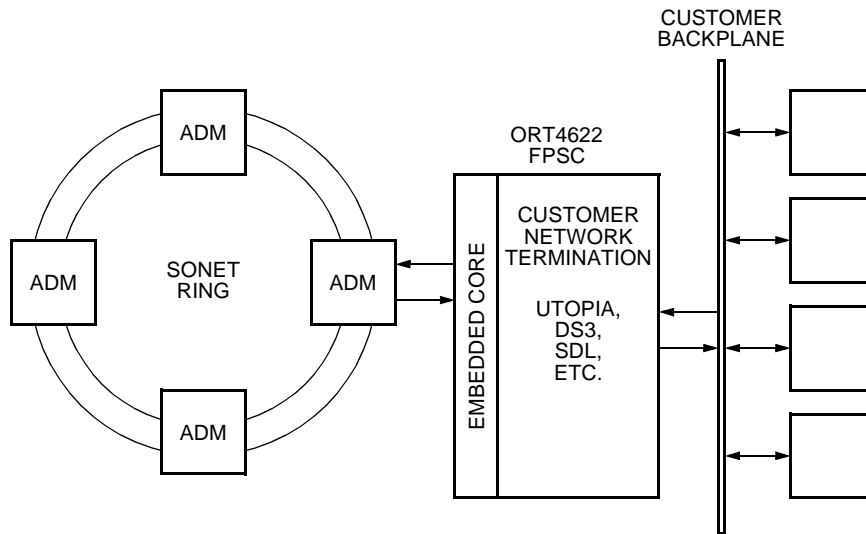 CUSTOMER
BACKPLANE
ADM
ORT4622
FPSC
CUSTOMER
NETWORK
TERMINATION
ADM
SONET
RING
ADM
EMBEDDED CORE
UTOPIA,
DS3,
SDL,
ETC.
ADM